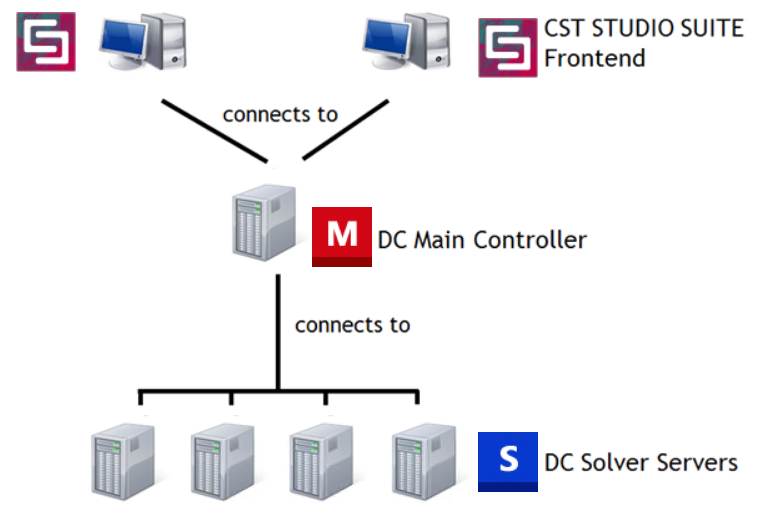 CST STUDIO SUITE
Frontend
connects to
M
DC Main Controller
connects to
S
DC Solver Servers